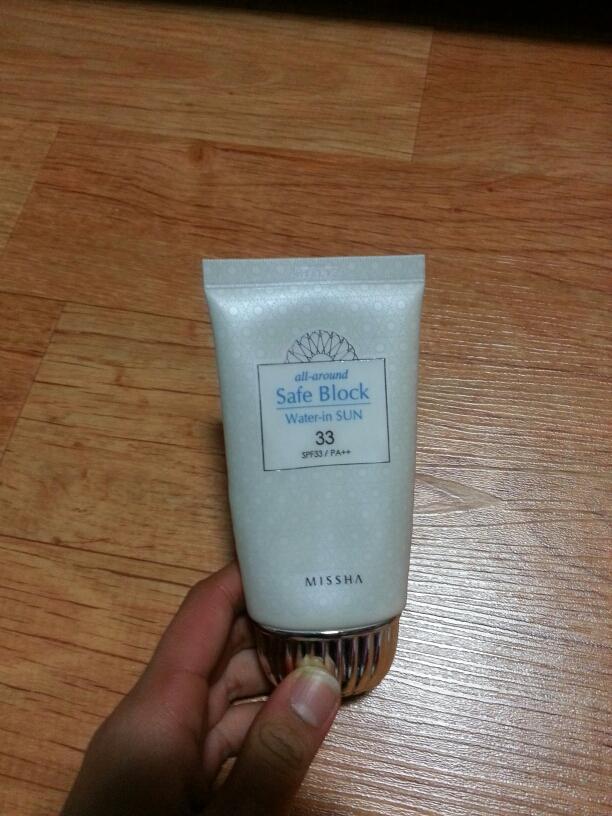 all-around
Safe Block
Water-in SUN
33
SPF33 / PA++
MISSHA